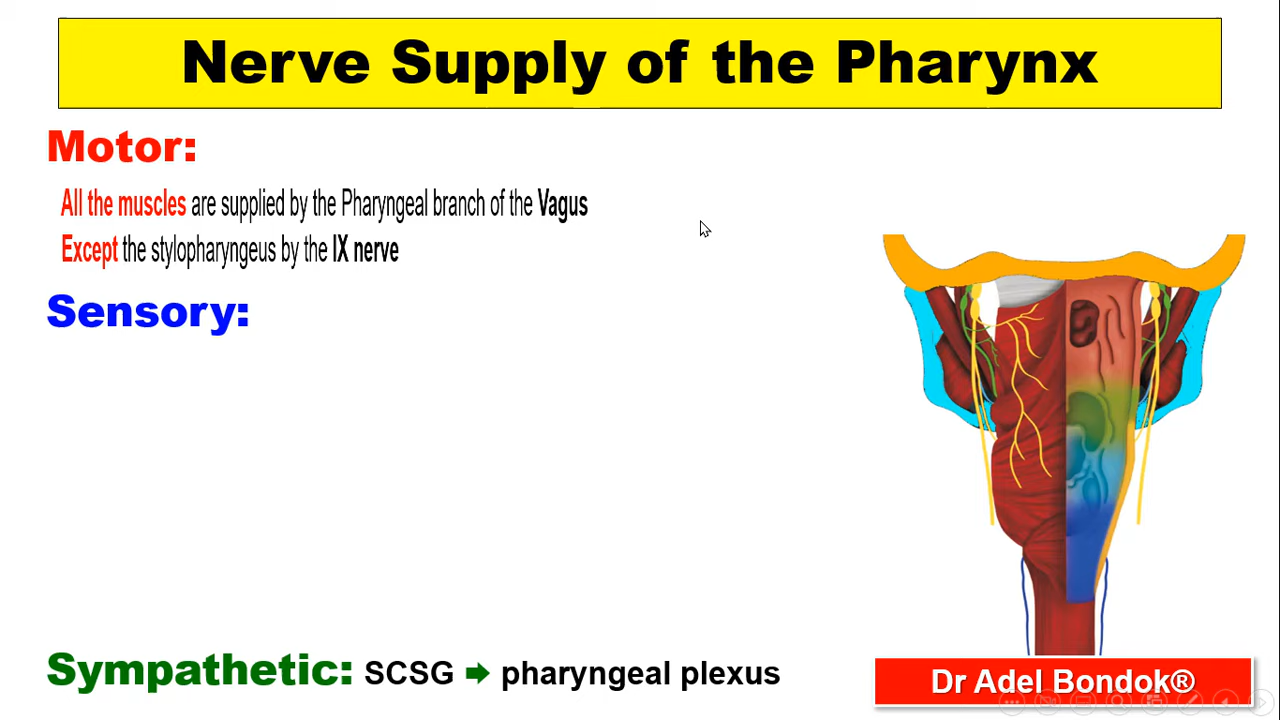 Nerve Supply of the Pharynx
Motor:
All the muscles are supplied by the Pharyngeal branch of the Vagus
Except the stylopharyngeus by the IX nerve
Sensory:
Sympathetic: SCSG ➡ pharyngeal plexus
Dr Adel Bondok®